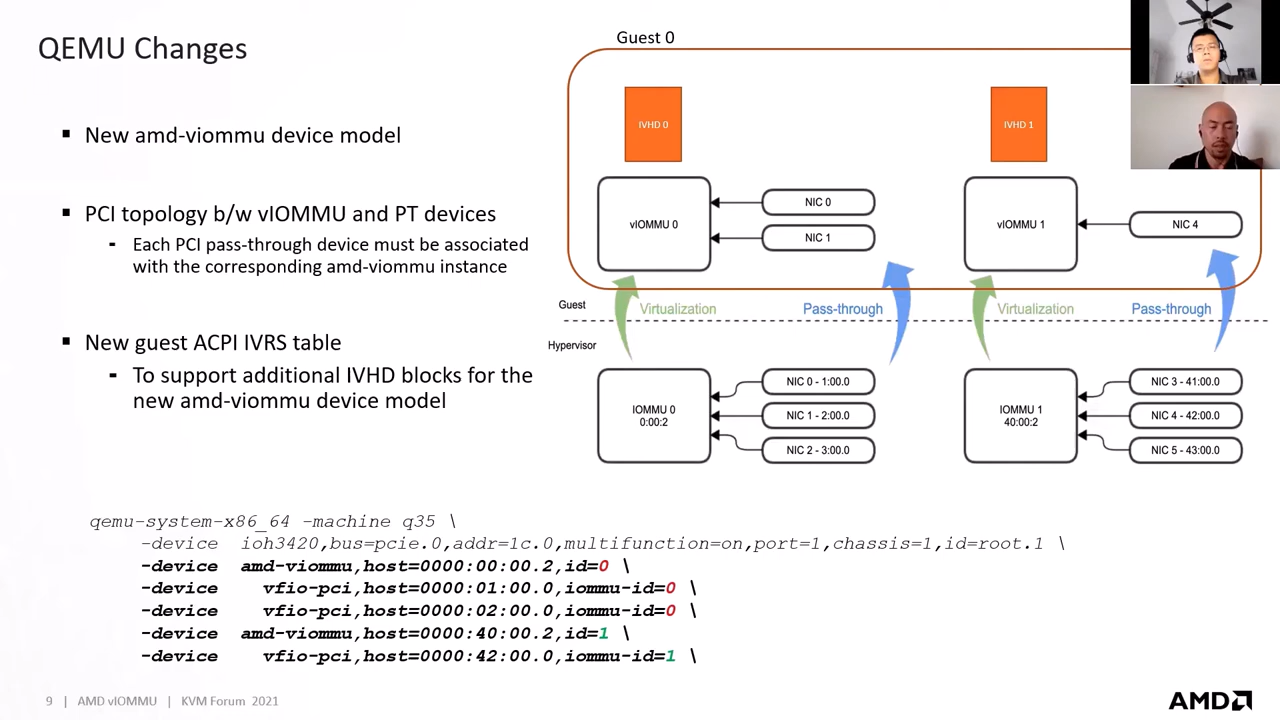 QEMU Changes
▪ New amd-viommu device model
▪ PCI topology b/w vIOMMU and PT devices
- Each PCI pass-through device must be associated
with the corresponding amd-viommu instance
▪ New guest ACPI IVRS table
- To support additional IVHD blocks for the
new amd-viommu device model
Guest 0
IVHD 0
IVHD 1
vIOMMU 0
NIC 0
NIC 1
vIOMMU 1
NIC 4
Guest
Virtualization
Pass-through
Virtualization
Pass-through
Hypervisor
IOMMU 0
0:00:2
NIC 0 - 1:00.0
NIC 1 - 2:00.0
NIC 2 - 3:00.0
IOMMU 1
40:00:2
NIC 3 - 41:00.0
NIC 4 - 42:00.0
NIC 5 - 43:00.0
qemu-system-x86_64 -machine q35 \
-device ioh3420,bus=pcie.0,addr=1c.0,multifunction=on,port=1,chassis=1,id=root.1 \
-device amd-viommu,host=0000:00:00.2,id=0 \
-device vfio-pci,host=0000:01:00.0,iommu-id=0 \
-device vfio-pci,host=0000:02:00.0,iommu-id=0 \
-device amd-viommu,host=0000:40:00.2,id=1 \
-device vfio-pci,host=0000:42:00.0,iommu-id=1 \
9 | AMD vIOMMU | KVM Forum 2021
AMD